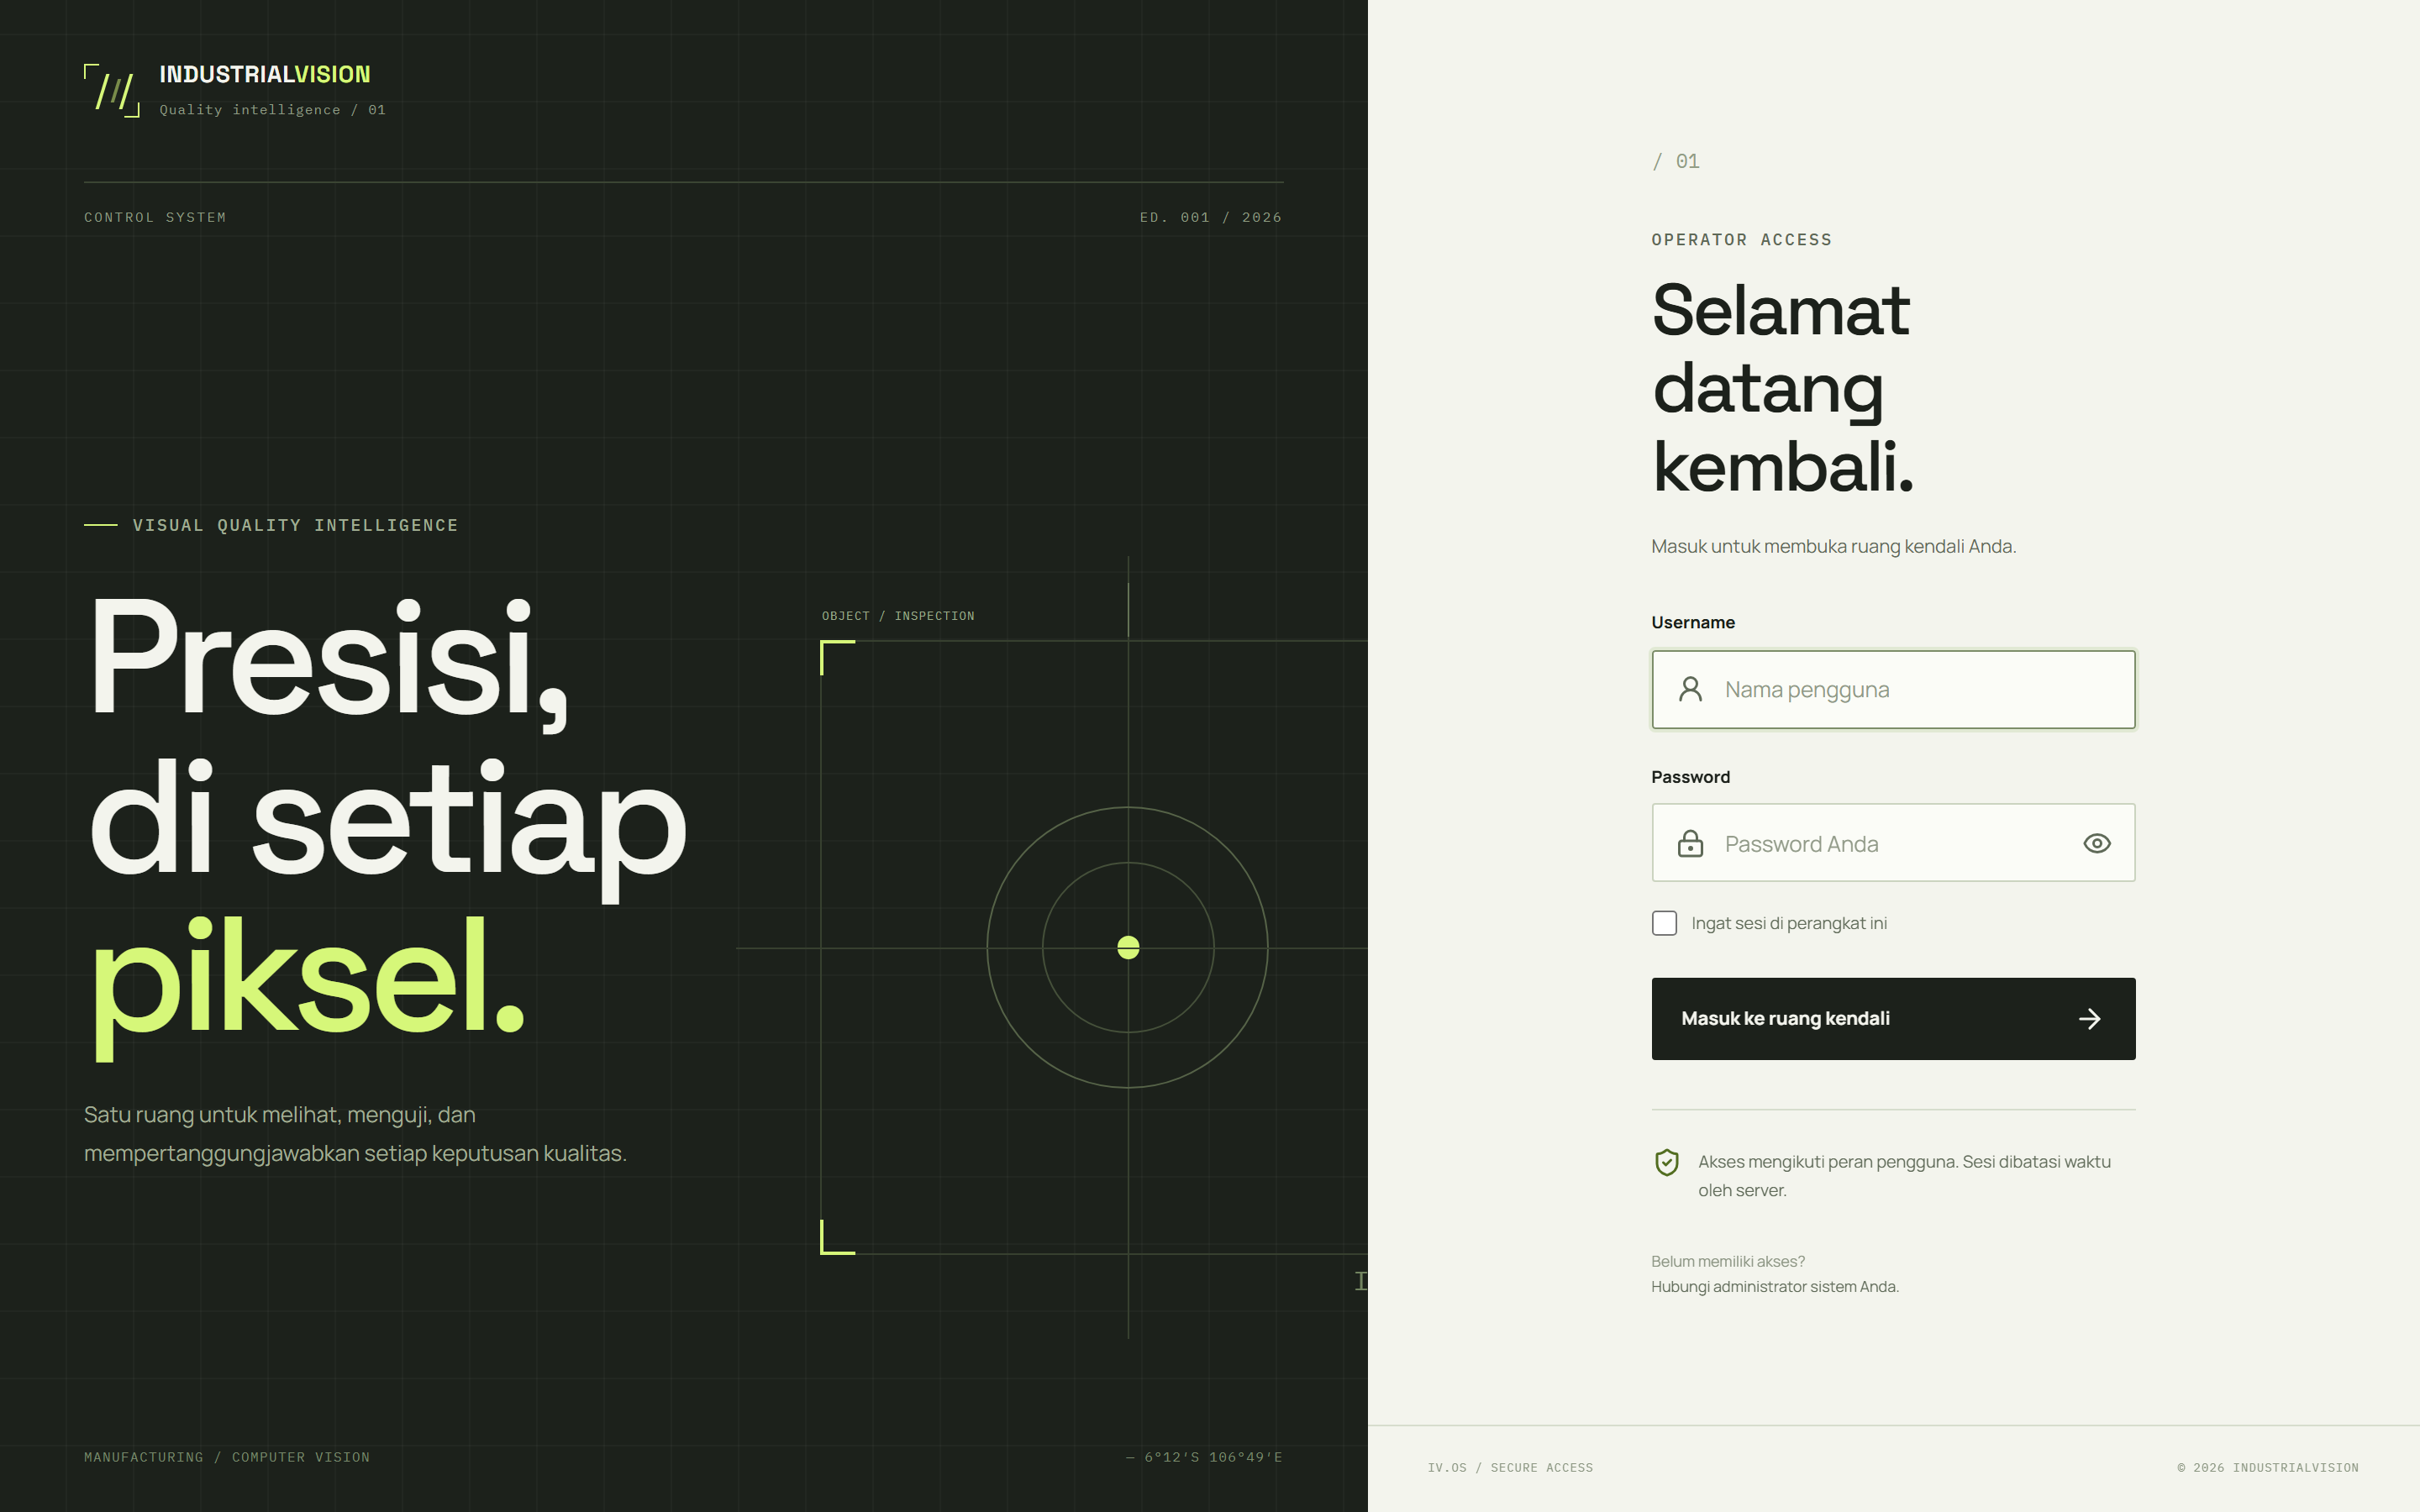 INDUSTRIALVISION
Quality intelligence / 01
CONTROL SYSTEM
ED. 001 / 2026
VISUAL QUALITY INTELLIGENCE
Presisi,
di setiap
piksel.
Satu ruang untuk melihat, menguji, dan
mempertanggungjawabkan setiap keputusan kualitas.
OBJECT / INSPECTION
MANUFACTURING / COMPUTER VISION
— 6°12'S 106°49'E
/ 01
OPERATOR ACCESS
Selamat
datang
kembali.
Masuk untuk membuka ruang kendali Anda.
Username
Nama pengguna
Password
Password Anda
Ingat sesi di perangkat ini
Masuk ke ruang kendali
Akses mengikuti peran pengguna. Sesi dibatasi waktu
oleh server.
Belum memiliki akses?
Hubungi administrator sistem Anda.
IV.OS / SECURE ACCESS
© 2026 INDUSTRIALVISION